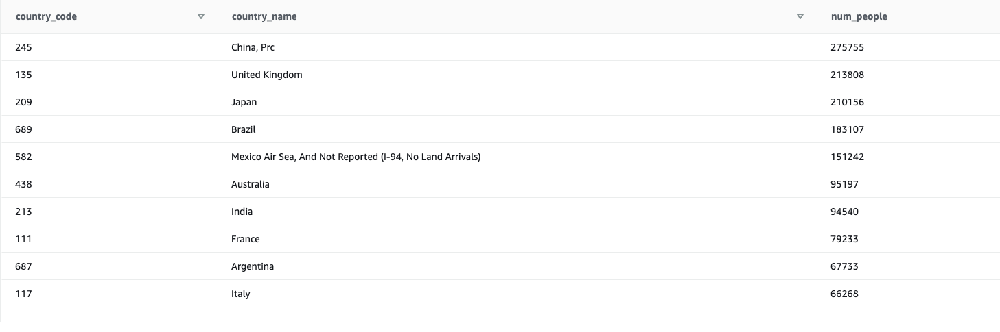 country_code country_name num_people
245 China, Prc 275755
135 United Kingdom 213808
209 Japan 210156
689 Brazil 183107
582 Mexico Air Sea, And Not Reported (I-94, No Land Arrivals) 151242
438 Australia 95197
213 India 94540
111 France 79233
687 Argentina 67733
117 Italy 66268